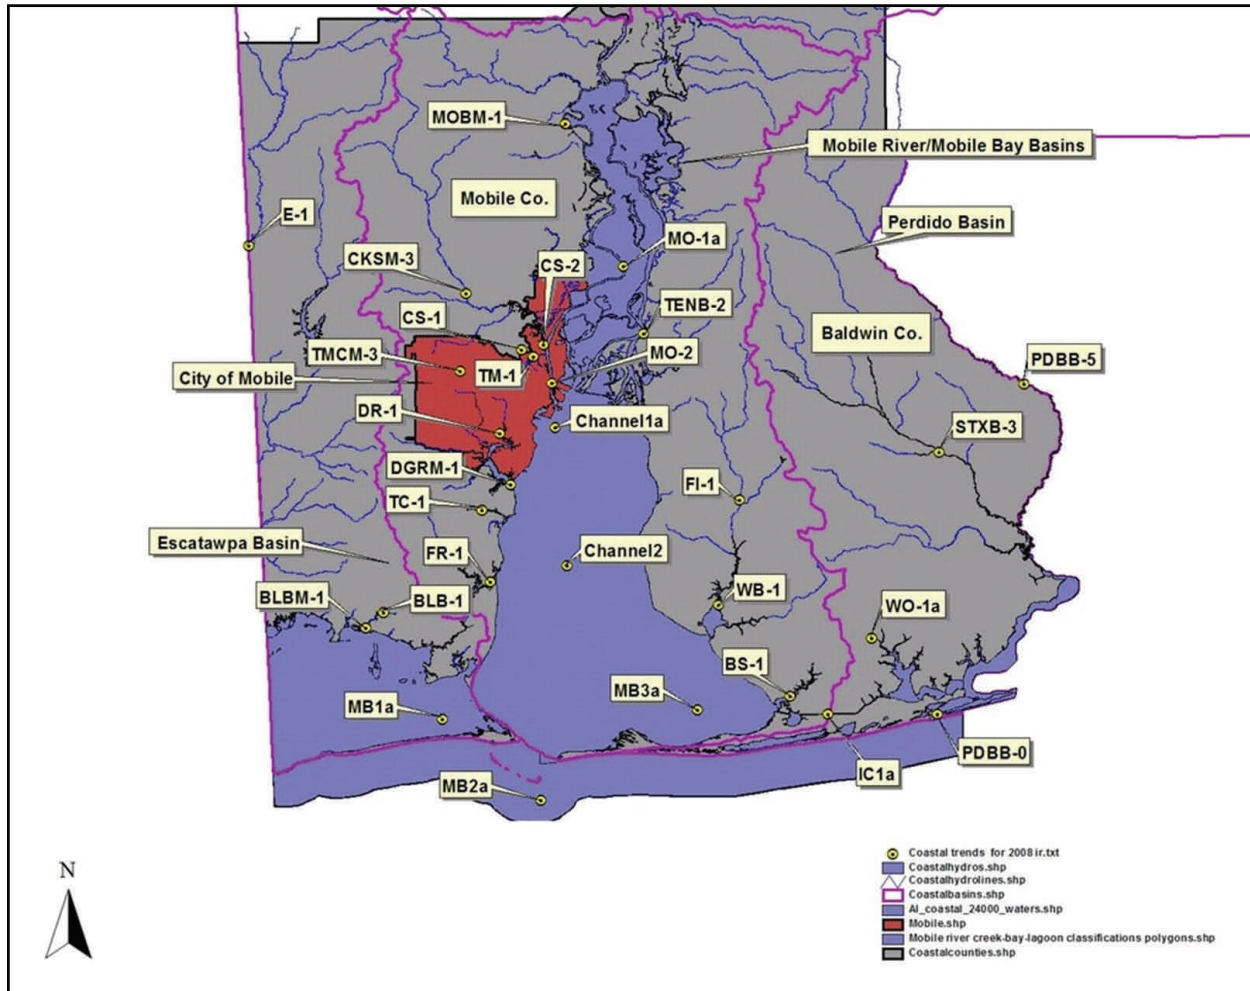 MOBM-1
Mobile River/Mobile Bay Basins
Mobile Co.
E-1
Perdido Basin
MO-1a
CKSM-3
CS-2
TENB-2
CS-1
Baldwin Co.
TMCM-3
MO-2
PDBB-5
City of Mobile
TM-1
DR-1
Channel1a
STXB-3
DGRM-1
FI-1
TC-1
Escatawpa Basin
FR-1
Channel2
BLBM-1
BLB-1
WB-1
WO-1a
BS-1
MB3a
MB1a
PDBB-0
IC1a
MB2a
N
Coastal trends for 2008 ir.txt
Coastalhydros.shp
Coastalhydrolines.shp
Coastalbasins.shp
Al_coastal_24000_waters.shp
Mobile.shp
Mobile river creek-bay-lagoon classifications polygons.shp
Coastalcounties.shp